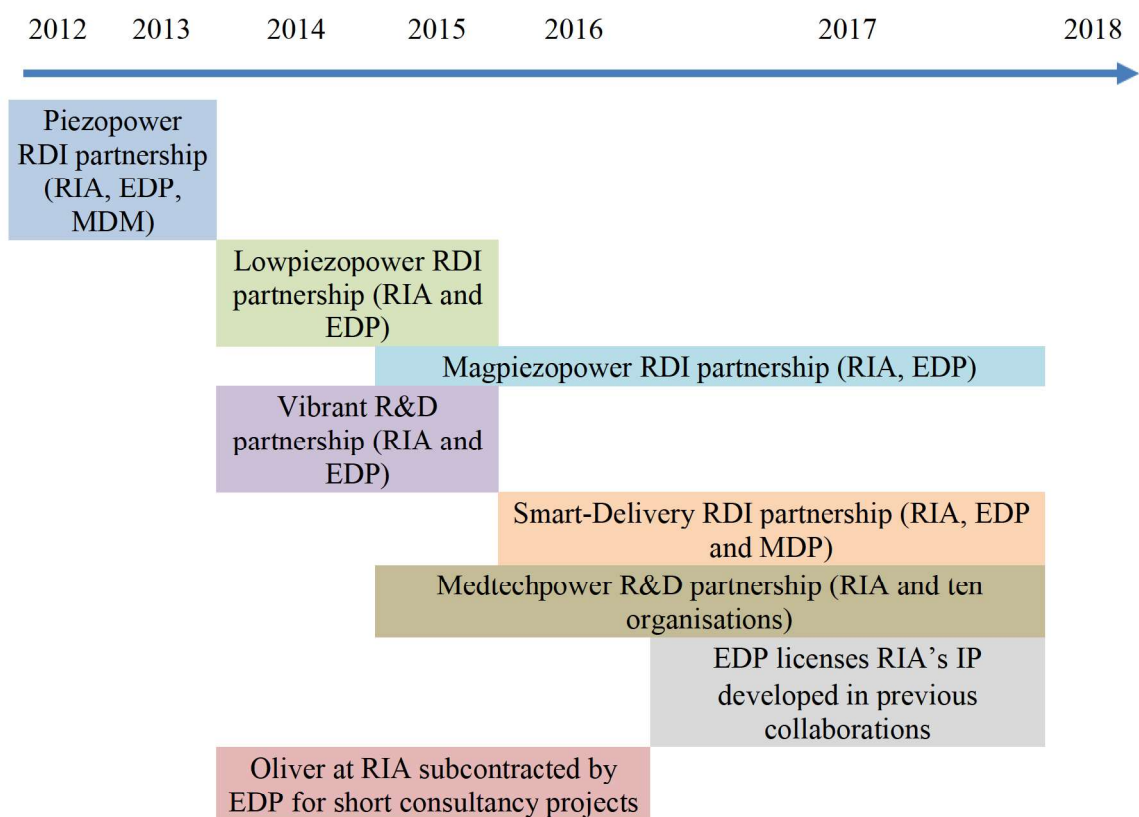 2012 2013 2014 2015 2016 2017 2018
Piezopower
RDI partnership
(RIA, EDP,
MDM)
Lowpiezopower RDI
partnership (RIA and
EDP)
Magpiezopower RDI partnership (RIA, EDP)
Vibrant R&D
partnership (RIA and
EDP)
Smart-Delivery RDI partnership (RIA, EDP
and MDP)
Medtechpower R&D partnership (RIA and ten
organisations)
EDP licenses RIA’s IP
developed in previous
collaborations
Oliver at RIA subcontracted by
EDP for short consultancy projects